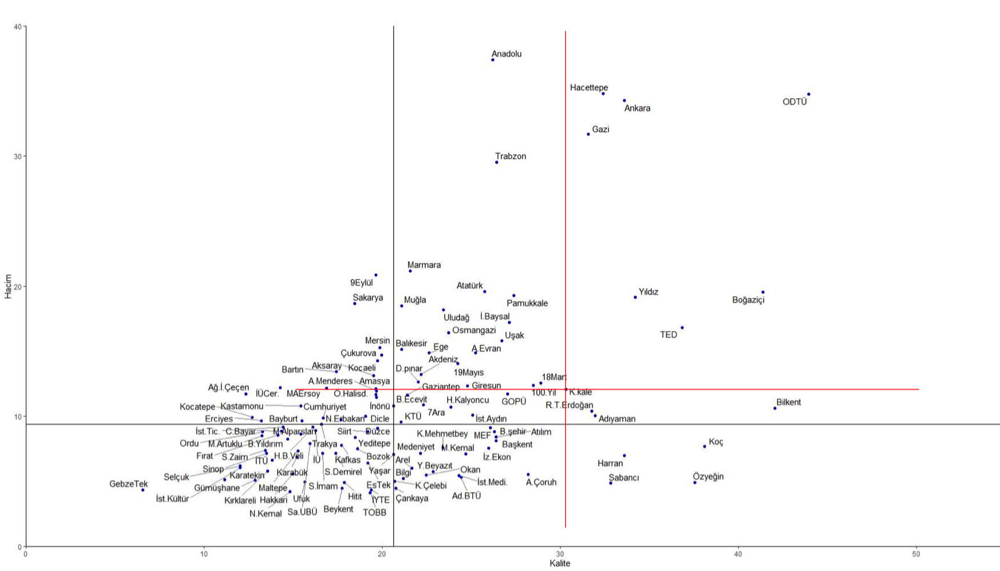 40
Anadolu
Hacettepe
ODTÜ
Ankara
Gazi
30
Trabzon
Marmara
9Eylül
Atatürk
20
Yıldız
Sakarya
Muğla
Pamukkale
Boğaziçi
Hacim
Uludağ
İ.Baysal
Osmangazi
Uşak
TED
Mersin
Balıkesir
Ege
A.Evran
Çukurova
Akdeniz
Bartın
Aksaray
Kocaeli
D.pınar
19Mayıs
18Mart
A.Menderes
Amasya
Gaziantep
Giresun
Ağ.İ.Çeçen
İÜCer.
MAErsoy
O.Halisd.
100.Yıl
K.kale
B.Ecevit
H.Kalyoncu
GOPÜ
Bilkent
Kocatepe
Kastamonu
Cumhuriyet
İnönü
7Ara
R.T.Erdoğan
10
Erciyes
Bayburt
N.Erbakan
Dicle
KTÜ
İst.Aydın
Adıyaman
İst.Tic.
C.Bayar
M.Alparslan
Siirt
Düzce
K.Mehmetbey
MEF
B.şehir
Atılım
Ordu
M.Artuklu
B.Yıldırım
Trakya
Yeditepe
Medeniyet
M.Kemal
Başkent
Koç
Fırat
S.Zaim
İTÜ
H.B.Veli
İÜ
Kafkas
Bozok
Arel
İz.Ekon
Sinop
Karatekin
Karabük
S.Demirel
Yaşar
Bilgi
Y.Beyazıt
Okan
Harran
Selçuk
GebzeTek
Gümüşhane
Maltepe
S.İmam
EsTek
K.Çelebi
İst.Medi.
A.Çoruh
Sabancı
Özyeğin
İst.Kültür
Kırklareli
Hakkari
Ufuk
Hitit
İYTE
Çankaya
Ad.BTÜ
N.Kemal
Sa.UBÜ
Beykent
TOBB
0
0
10
20
30
40
50
Kalite